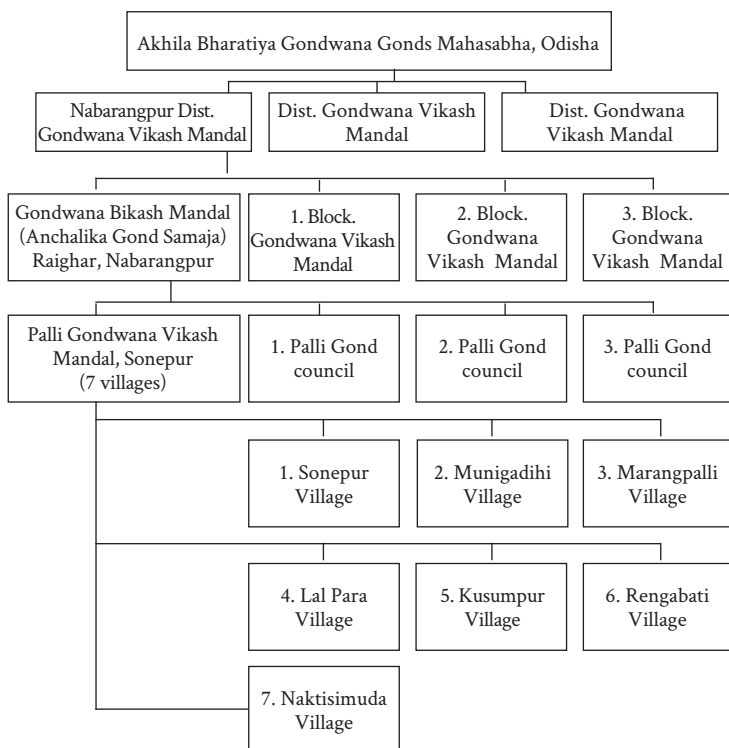 Akhila Bharatiya Gondwana Gonds Mahasabha, Odisha
Nabarangpur Dist.
Gondwana Vikash Mandal
Dist. Gondwana Vikash
Mandal
Dist. Gondwana
Vikash Mandal
Gondwana Bikash Mandal
(Anchalika Gond Samaja)
Raighar, Nabarangpur
1. Block.
Gondwana Vikash
Mandal
2. Block.
Gondwana
Vikash Mandal
3. Block.
Gondwana
Vikash Mandal
Palli Gondwana Vikash
Mandal, Sonepur
(7 villages)
1. Palli Gond
council
2. Palli Gond
council
3. Palli Gond
council
1. Sonepur
Village
2. Munigadihi
Village
3. Marangpalli
Village
4. Lal Para
Village
5. Kusumpur
Village
6. Rengabati
Village
7. Naktisimuda
Village